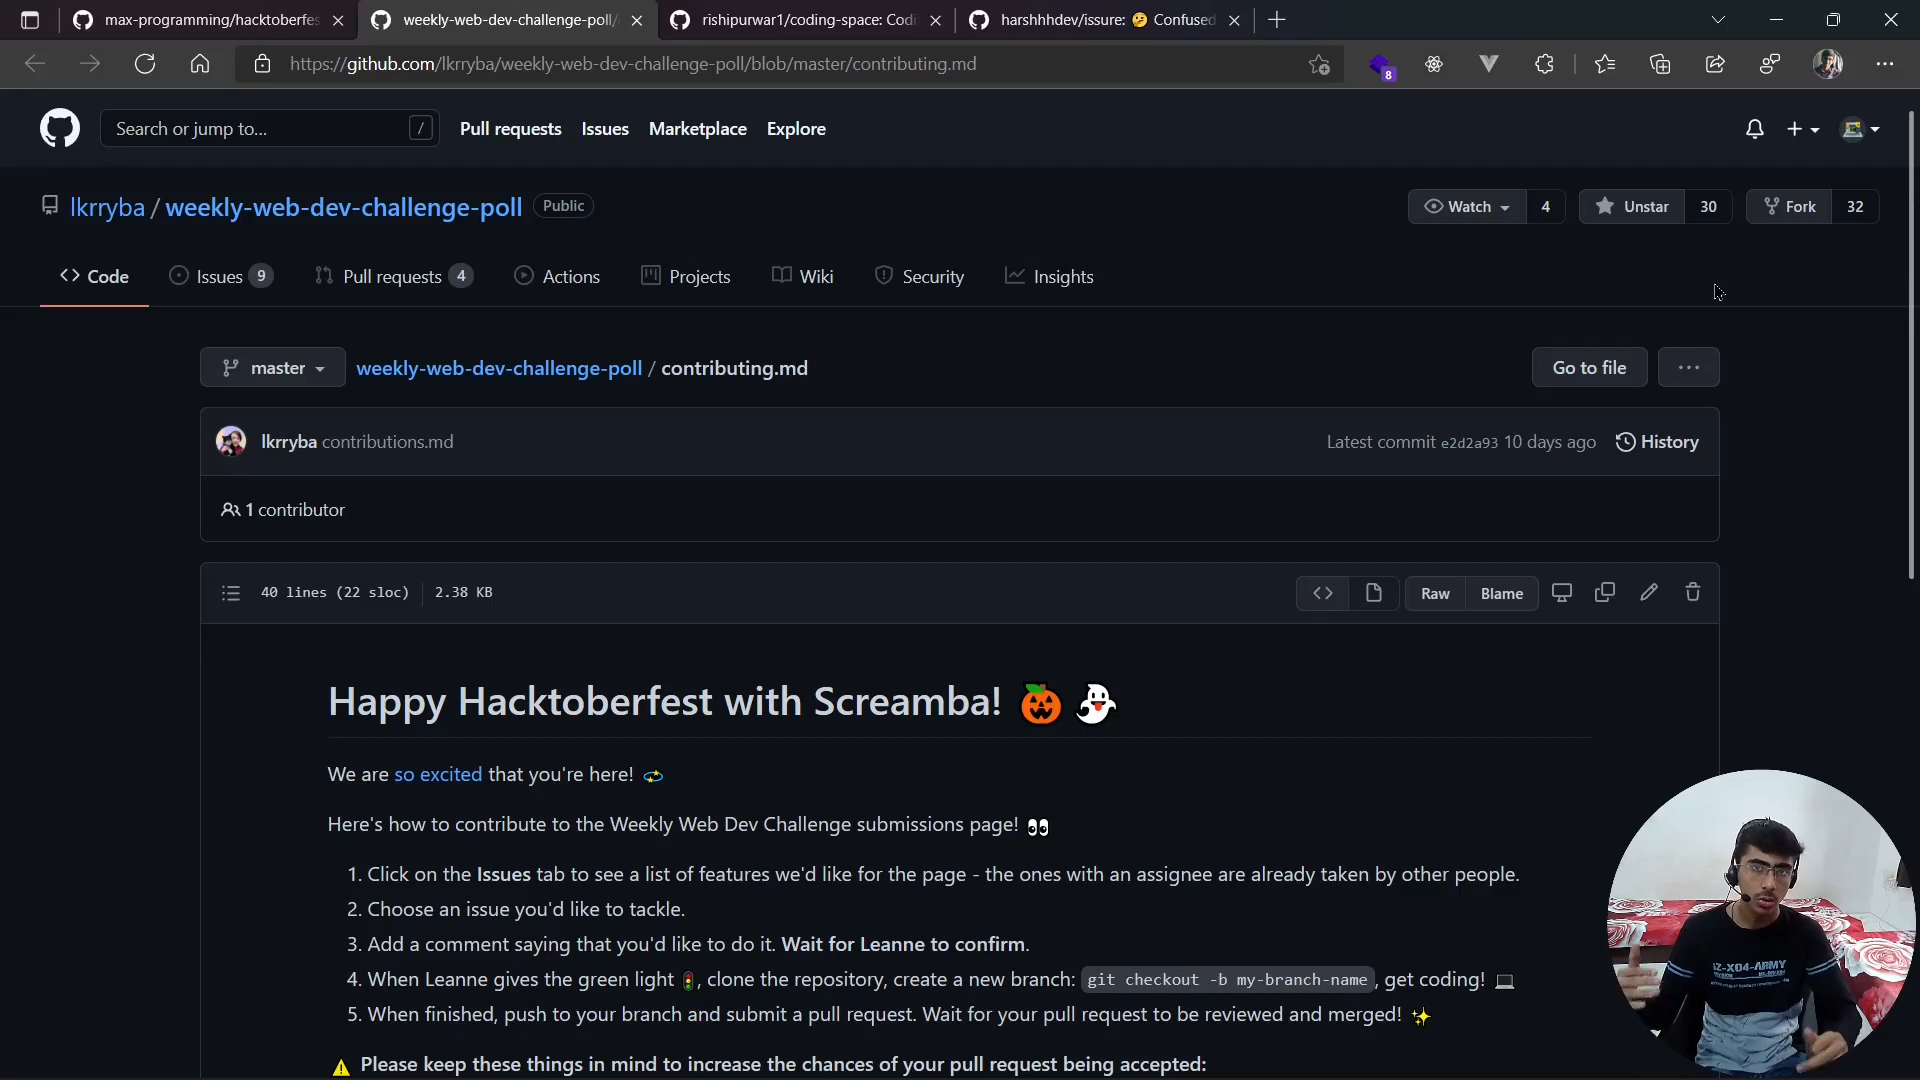 max-programming/hacktoberfes
weekly-web-dev-challenge-poll/
rishipurwar1/coding-space: Codi
harshhhdev/issure: 🤔 Confused
https://github.com/lkrryba/weekly-web-dev-challenge-poll/blob/master/contributing.md
8
Search or jump to... /
Pull requests Issues Marketplace Explore
lkrryba / weekly-web-dev-challenge-poll Public
Watch 4 Unstar 30 Fork 32
Code Issues 9 Pull requests 4 Actions Projects Wiki Security Insights
master weekly-web-dev-challenge-poll / contributing.md Go to file ...
lkrryba contributions.md Latest commit e2d2a93 10 days ago History
1 contributor
40 lines (22 sloc) 2.38 KB Raw Blame
Happy Hacktoberfest with Screamba! 🎃 👻
We are so excited that you're here! 💫
Here's how to contribute to the Weekly Web Dev Challenge submissions page! 👀
1. Click on the Issues tab to see a list of features we'd like for the page - the ones with an assignee are already taken by other people.
2. Choose an issue you'd like to tackle.
3. Add a comment saying that you'd like to do it. Wait for Leanne to confirm.
4. When Leanne gives the green light 🚦, clone the repository, create a new branch: git checkout -b my-branch-name, get coding! 💻
5. When finished, push to your branch and submit a pull request. Wait for your pull request to be reviewed and merged! ✨
⚠️ Please keep these things in mind to increase the chances of your pull request being accepted: